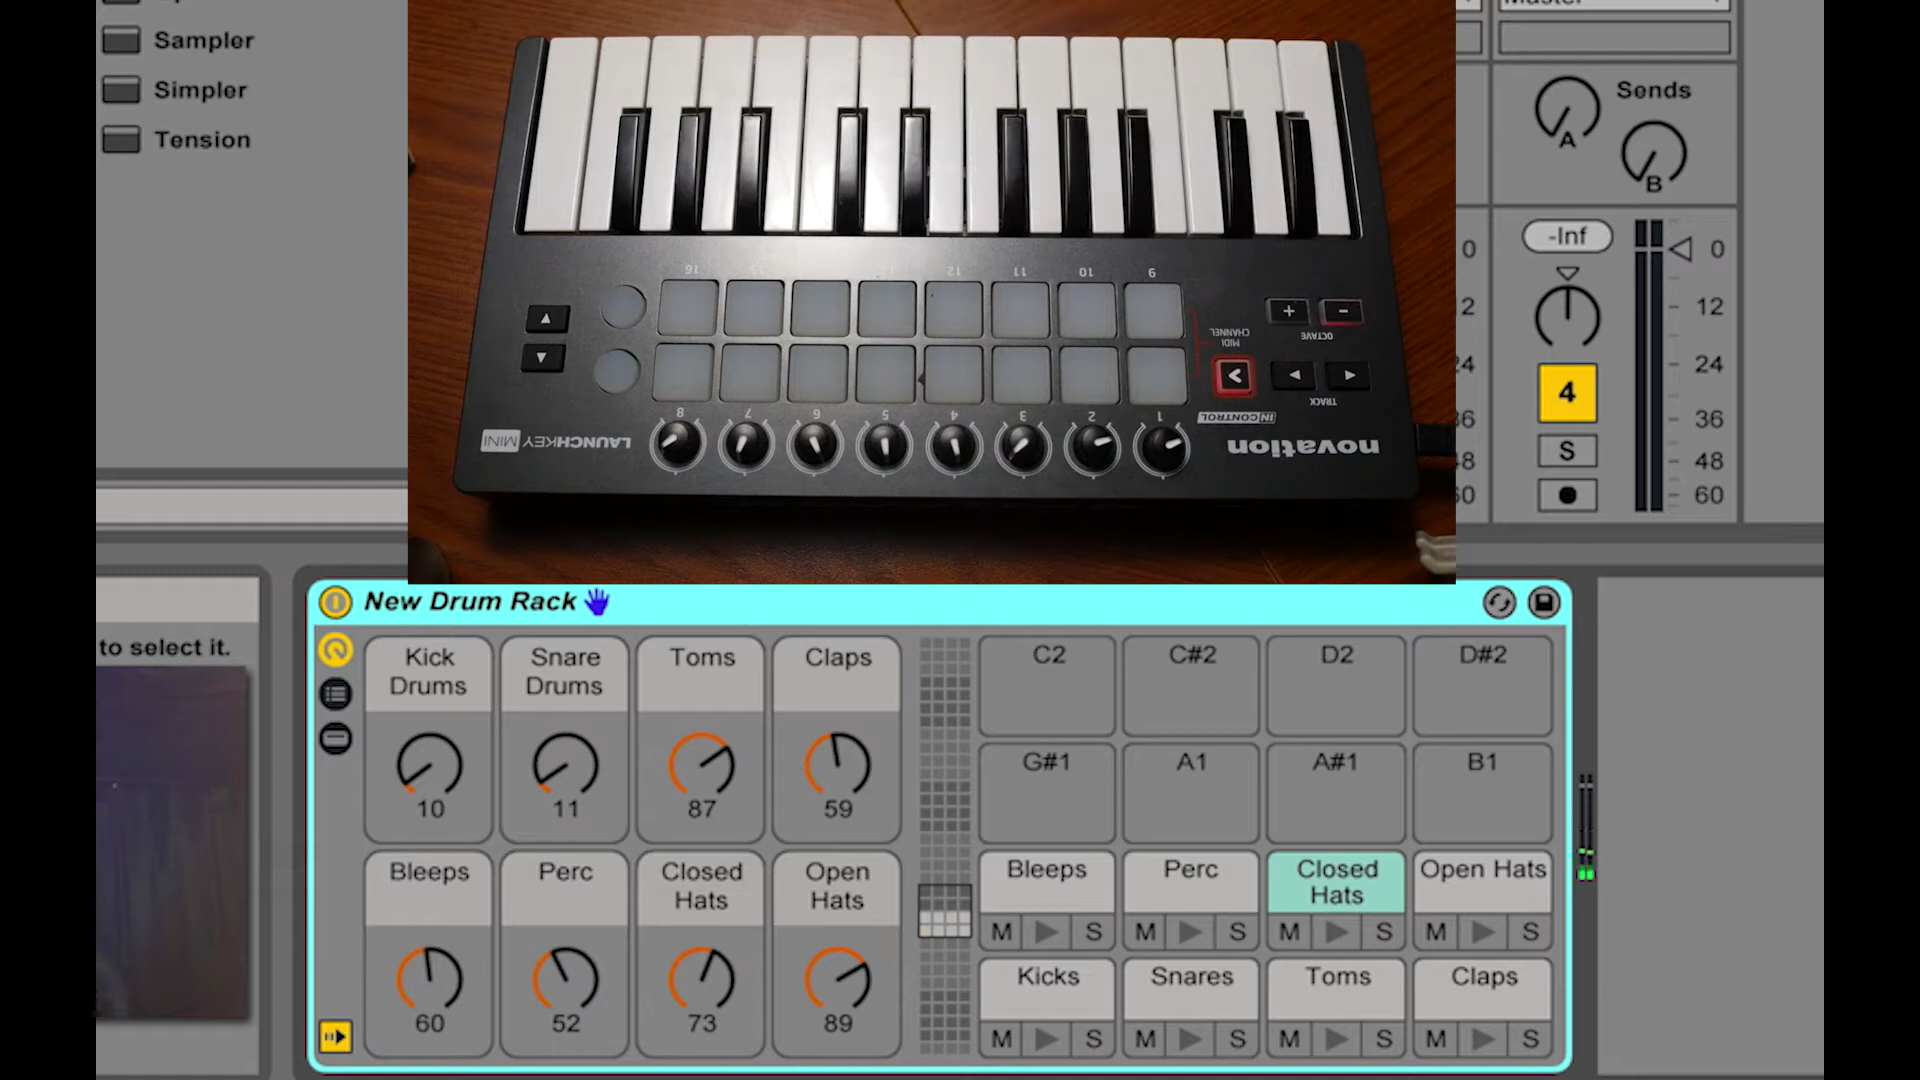 Sampler
Simpler
Tension
Sends
A
B
-Inf
0
12
24
36
48
60
4
S
16
12
11
10
9
MIDI
CHANNEL
+
-
OCTAVE
TRACK
INCONTROL
8
7
6
5
4
3
2
1
LAUNCHKEY MINI
novation
to select it.
New Drum Rack
Kick
Drums
10
Snare
Drums
11
Toms
87
Claps
59
Bleeps
60
Perc
52
Closed
Hats
73
Open
Hats
89
C2
C#2
D2
D#2
G#1
A1
A#1
B1
Bleeps
Perc
Closed
Hats
Open Hats
M S M S M S M S
Kicks
Snares
Toms
Claps
M S M S M S M S